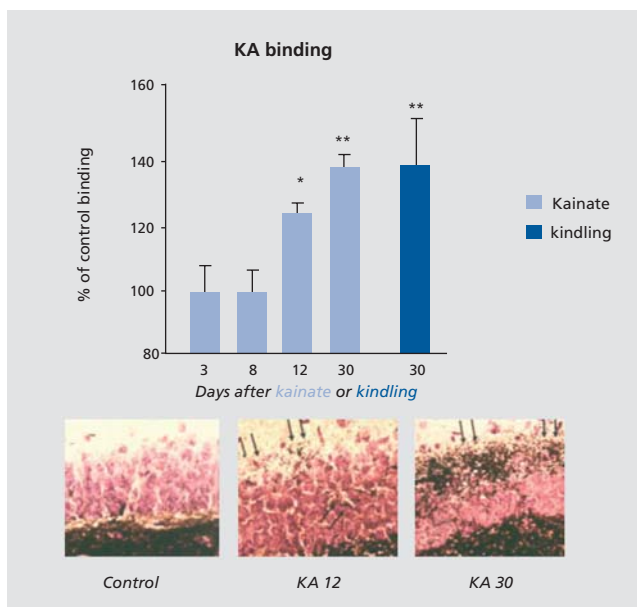 KA binding
160
140
120
100
80
% of control binding
*
**
**
3 8 12 30 30
Days after kainate or kindling
Kainate
kindling
Control KA 12 KA 30